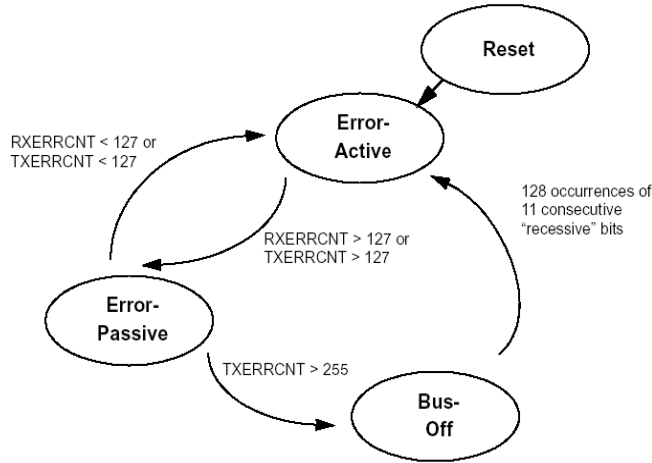 Reset
Error-
Active
RXERRCNT < 127 or
TXERRCNT < 127
128 occurrences of
11 consecutive
“recessive” bits
RXERRCNT > 127 or
TXERRCNT > 127
Error-
Passive
TXERRCNT > 255
Bus-
Off